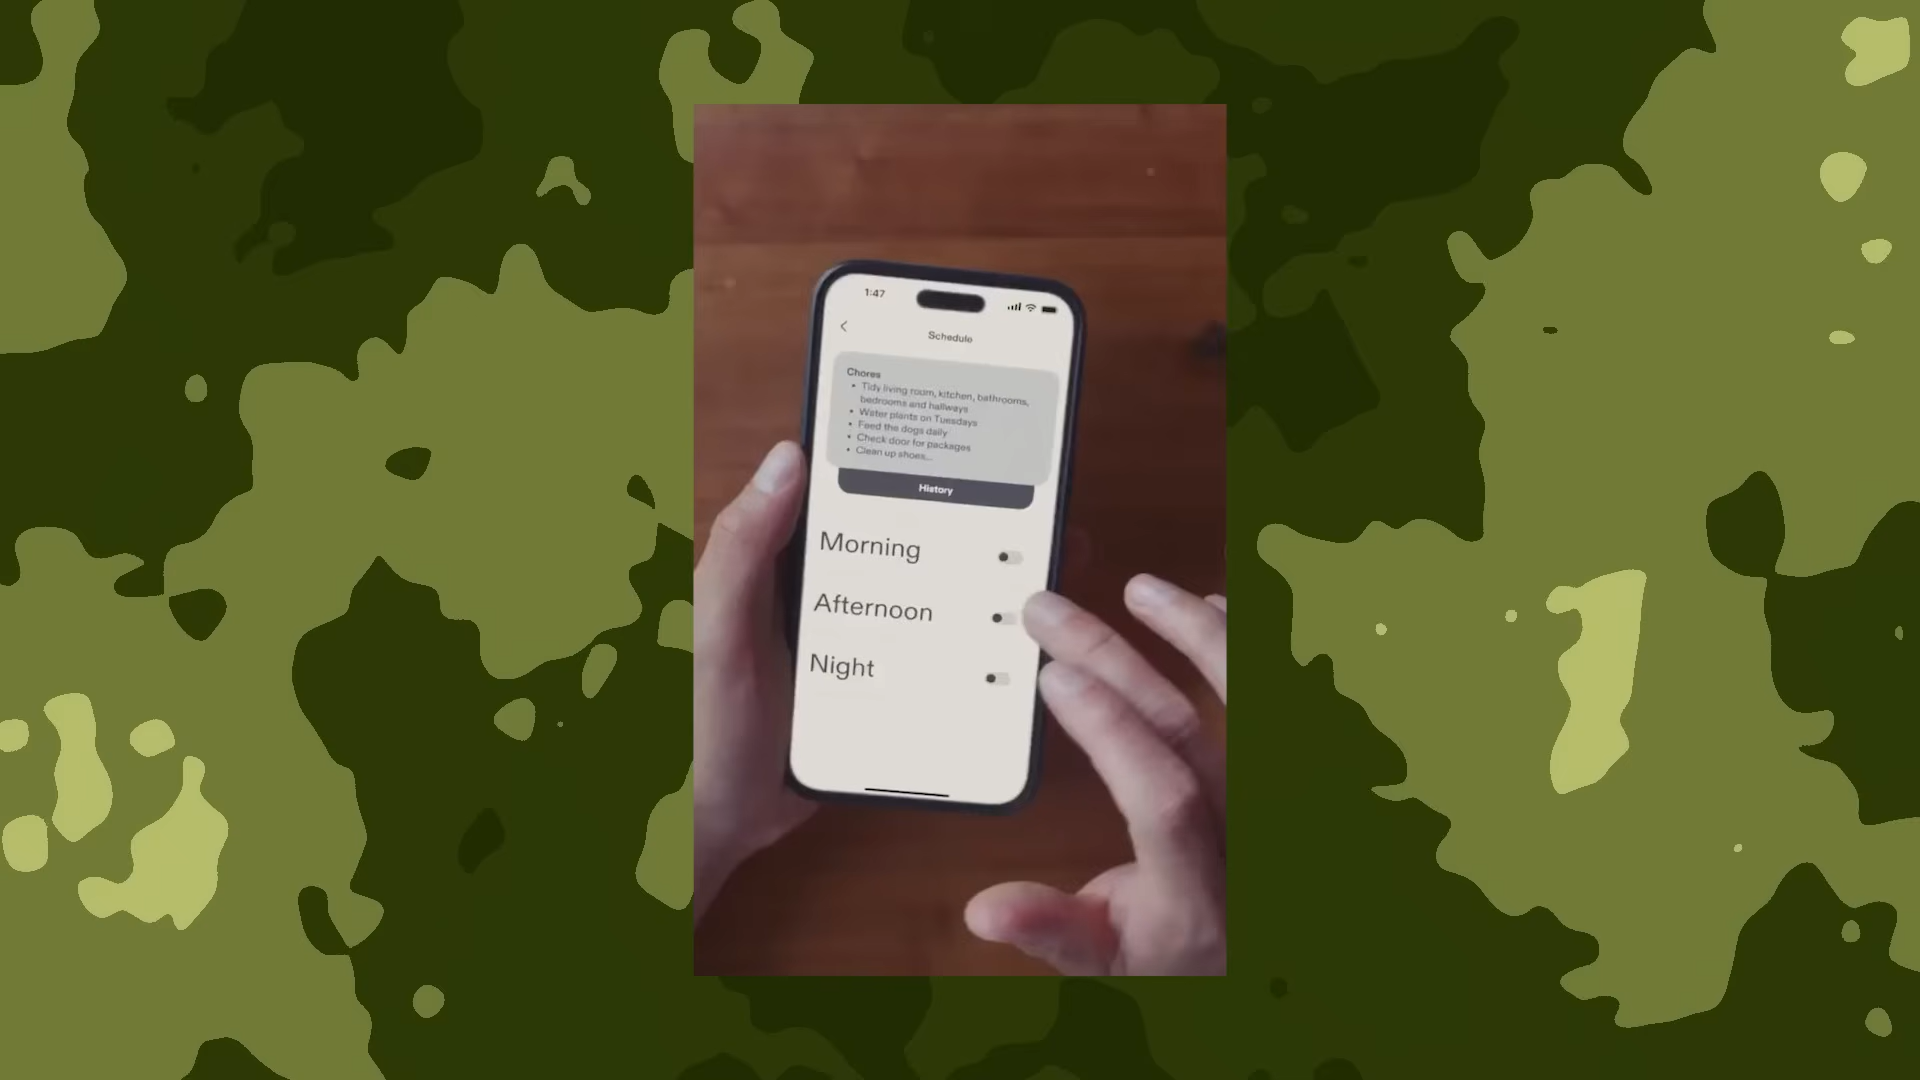 1:47
Schedule
Chores
• Tidy living room, kitchen, bathrooms,
bedrooms and hallways
• Water plants on Tuesdays
• Feed the dogs daily
• Check door for packages
• Clean up shoes...
History
Morning
Afternoon
Night